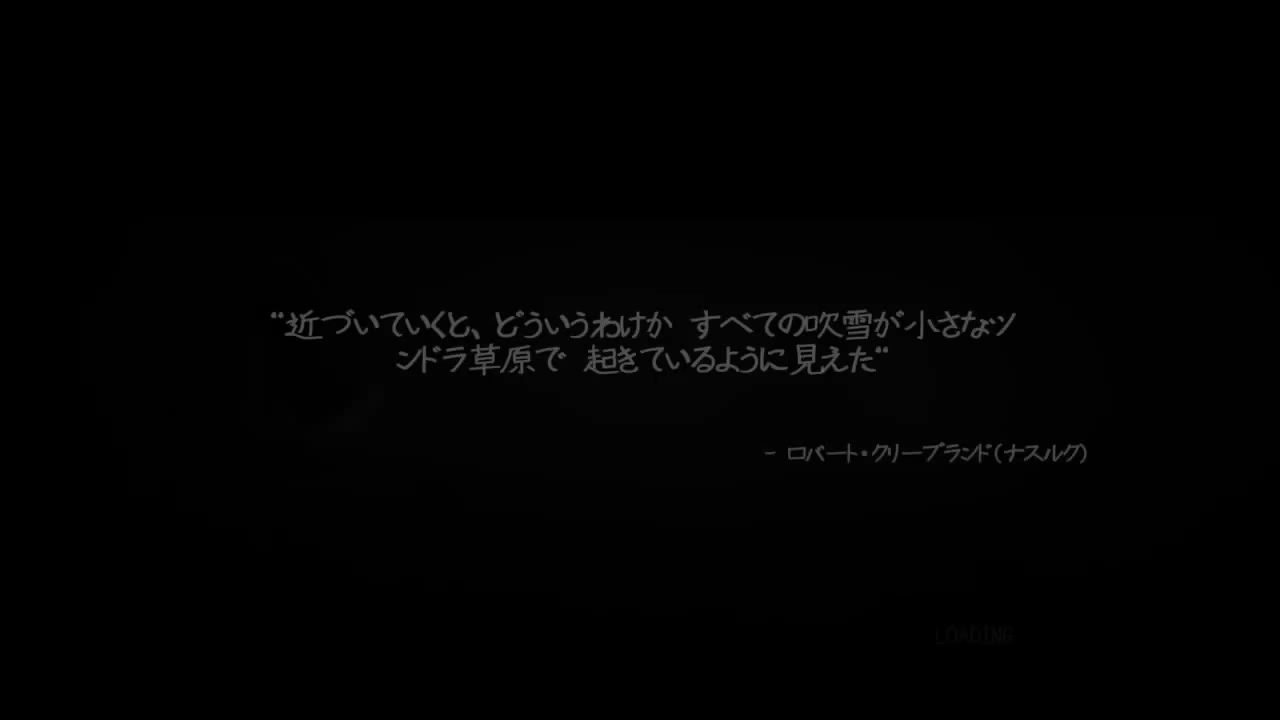 “近づいていくと、どういうわけか すべての吹雪が小さなツ
ンドラ草原で 起きているように見えた“
- ロバート・クリーブランド(ナスルク)
LOADING